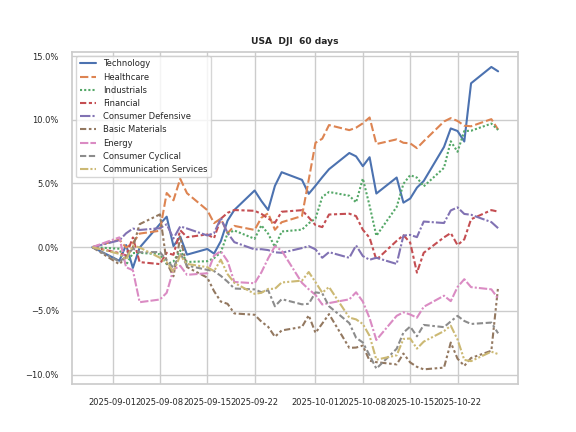 USA DJI 60 days
15.0%
10.0%
5.0%
0.0%
−5.0%
−10.0%
Technology
Healthcare
Industrials
Financial
Consumer Defensive
Basic Materials
Energy
Consumer Cyclical
Communication Services
2025-09-01 2025-09-08 2025-09-15 2025-09-22 2025-10-01 2025-10-08 2025-10-15 2025-10-22